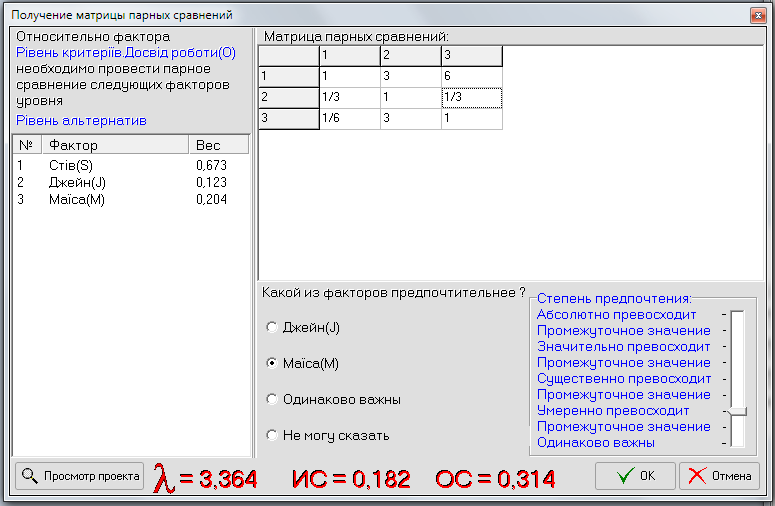 Получение матрицы парных сравнений
Относительно фактора
Рівень критеріїв.Досвід роботи(О)
необходимо провести парное
сравнение следующих факторов
уровня
Рівень альтернатив
№ Фактор Вес
1 Стів(S) 0,673
2 Джейн(J) 0,123
3 Маїса(M) 0,204
Матрица парных сравнений:
1 2 3
1 1 3 6
2 1/3 1 1/3
3 1/6 3 1
Какой из факторов предпочтительнее ?
Джейн(J)
Маїса(M)
Одинаково важны
Не могу сказать
Степень предпочтения:
Абсолютно превосходит -
Промежуточное значение -
Значительно превосходит -
Промежуточное значение -
Существенно превосходит -
Промежуточное значение -
Умеренно превосходит -
Промежуточное значение -
Одинаково важны -
Просмотр проекта
λ = 3,364 ИС = 0,182 ОС = 0,314
OK
Отмена